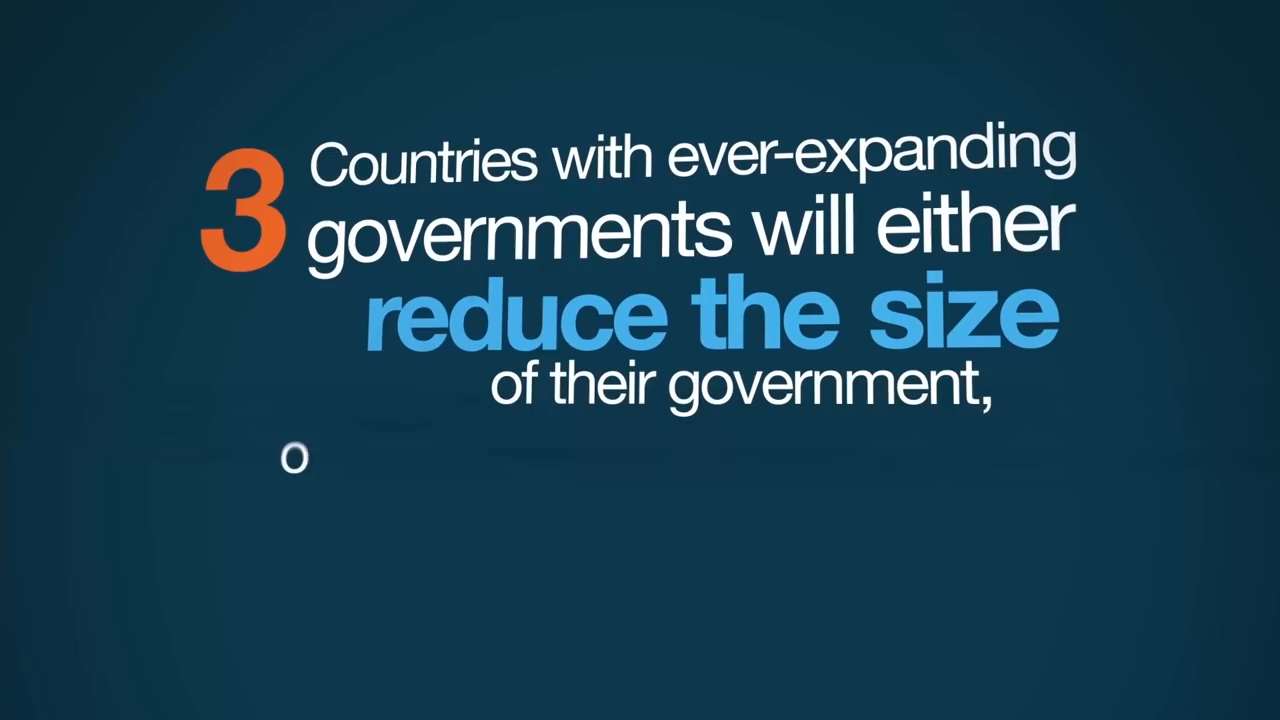 3 Countries with ever-expanding
governments will either
reduce the size
of their government,
o